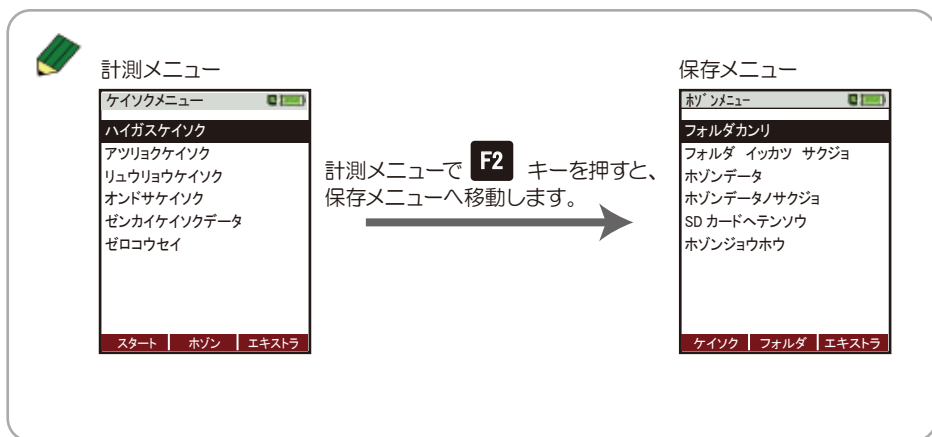 計測メニュー
ケイソクメニュー
ハイガスケイソク
アツリョクケイソク
リュウリョウケイソク
オンドサケイソク
ゼンカイケイソクデータ
ゼロコウセイ
スタート ホゾン エキストラ
計測メニューで F2 キーを押すと、
保存メニューへ移動します。
保存メニュー
ﾎｿﾞﾝﾒﾆｭｰ
フォルダカンリ
フォルダ イッカツ サクジョ
ホゾンデータ
ホゾンデータノサクジョ
SD カードヘテンソウ
ホゾンジョウホウ
ケイソク フォルダ エキストラ